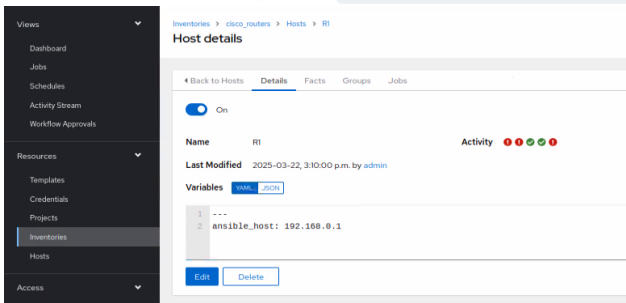 Views
Dashboard
Jobs
Schedules
Activity Stream
Workflow Approvals
Resources
Templates
Credentials
Projects
Inventories
Hosts
Access
Inventories > cisco_routers > Hosts > R1
Host details
Back to Hosts Details Facts Groups Jobs
On
Name R1 Activity
Last Modified 2025-03-22, 3:10:00 p.m. by admin
Variables YAML JSON
1 ---
2 ansible_host: 192.168.0.1
Edit Delete